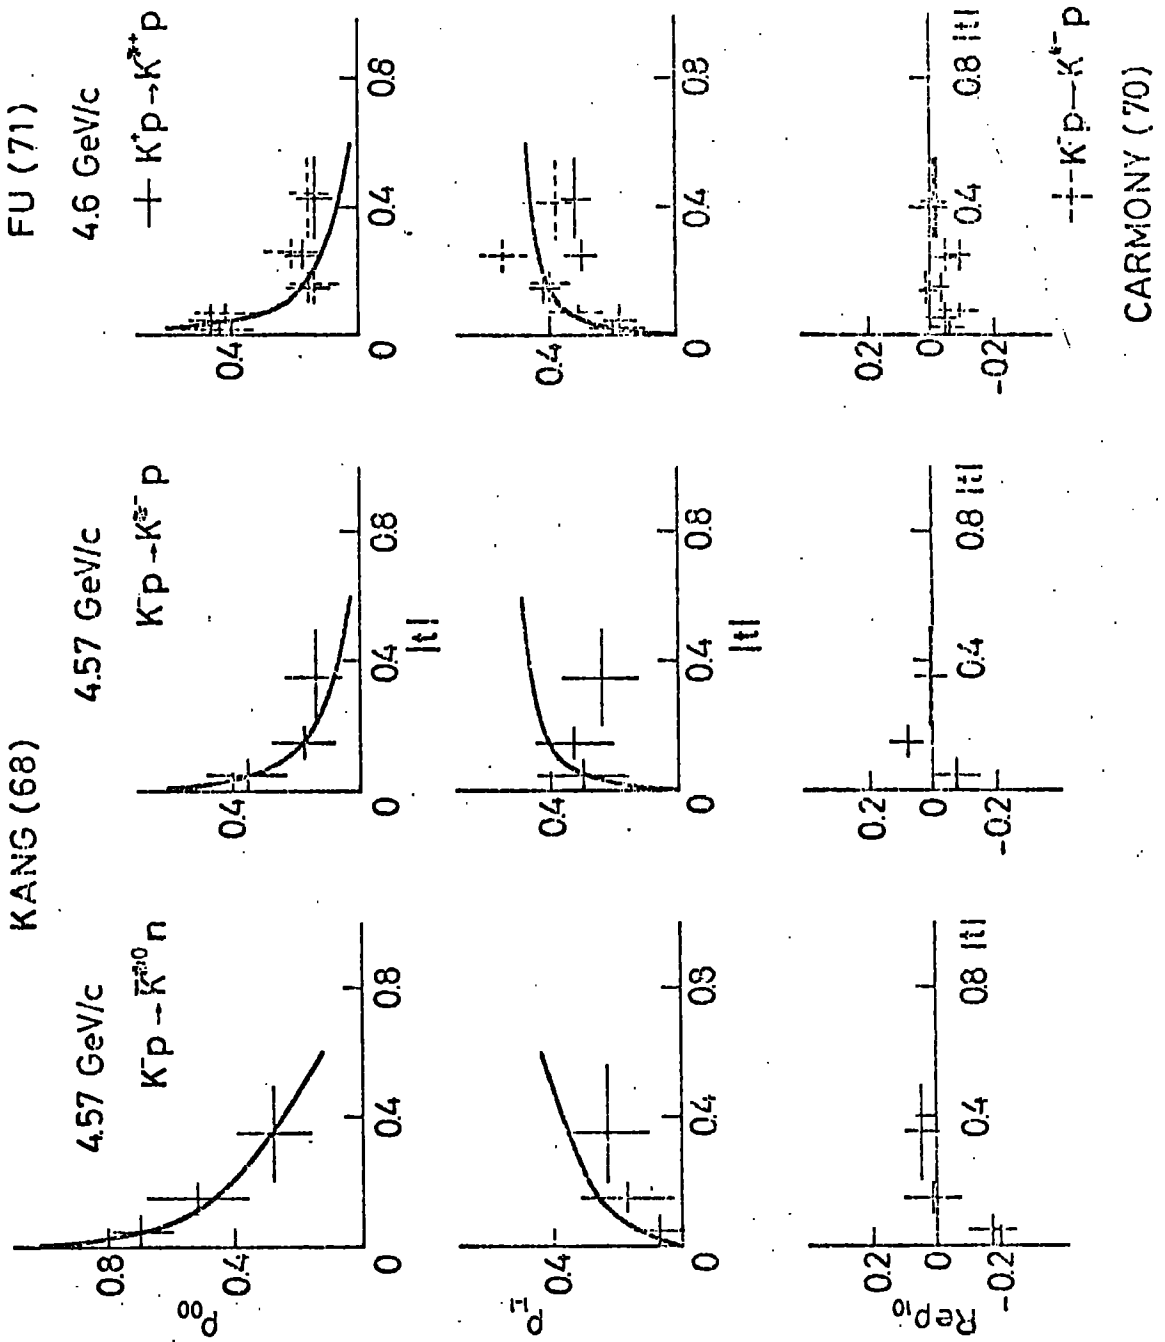 KANG (68)
FU (71)
4.57 GeV/c
4.57 GeV/c
4.6 GeV/c
K⁻p→K̄*⁰n
K⁻p→K*⁻p
K⁺p→K*⁺p
ρ₀₀
0.8
0.4
0
0.4
0.8
0.4
0
0.4
0.8
|t|
0.4
0
0.4
0.8
ρ₁₋₁
0.4
0
0.4
0.8
0.4
0
0.4
0.8
|t|
0.4
0
0.4
0.8
Reρ₁₀
0.2
0
-0.2
0.4
0.8 |t|
0.2
0
-0.2
0.4
0.8 |t|
0.2
0
-0.2
0.4
0.8 |t|
K⁻p→K*⁻p
CARMONY (70)